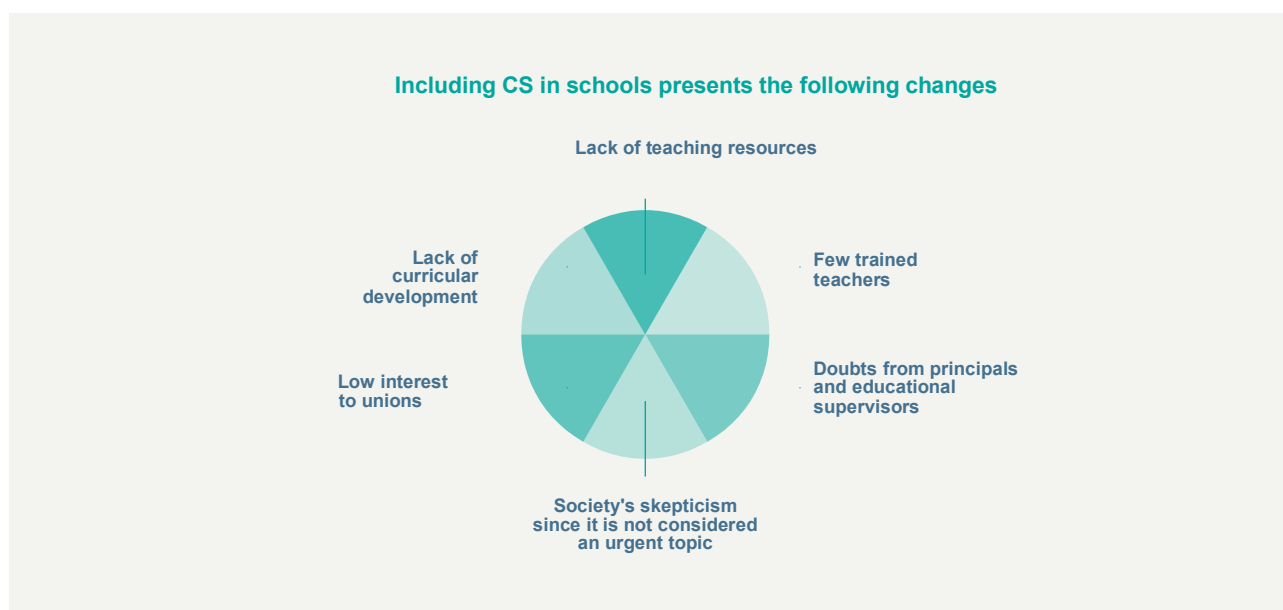 Including CS in schools presents the following changes
Lack of teaching resources
Few trained
teachers
Doubts from principals
and educational
supervisors
Society's skepticism
since it is not considered
an urgent topic
Low interest
to unions
Lack of
curricular
development